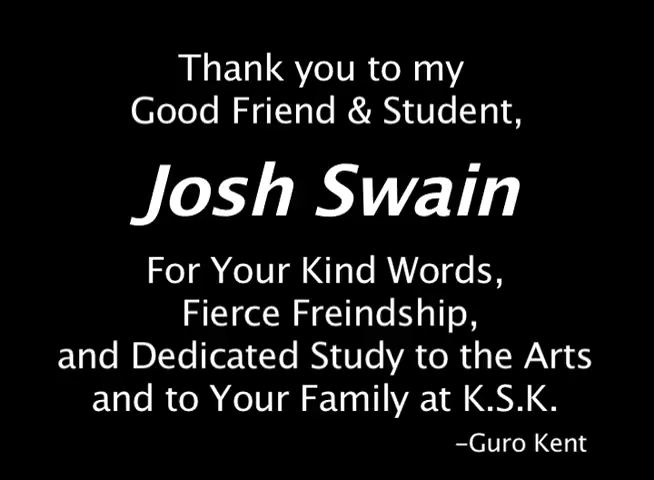 Thank you to my
Good Friend & Student,
Josh Swain
For Your Kind Words,
Fierce Freindship,
and Dedicated Study to the Arts
and to Your Family at K.S.K.
–Guro Kent